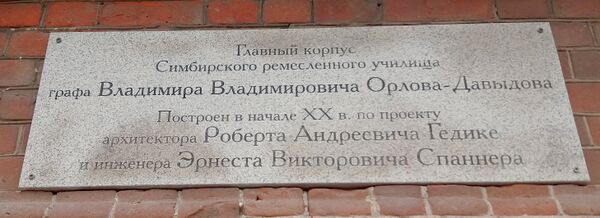 Главный корпус
Симбирского ремесленного училища
графа Владимира Владимировича Орлова-Давыдова
Построен в начале XX в. по проекту
архитектора Роберта Андреевича Гедике
и инженера Эрнеста Викторовича Спаннера